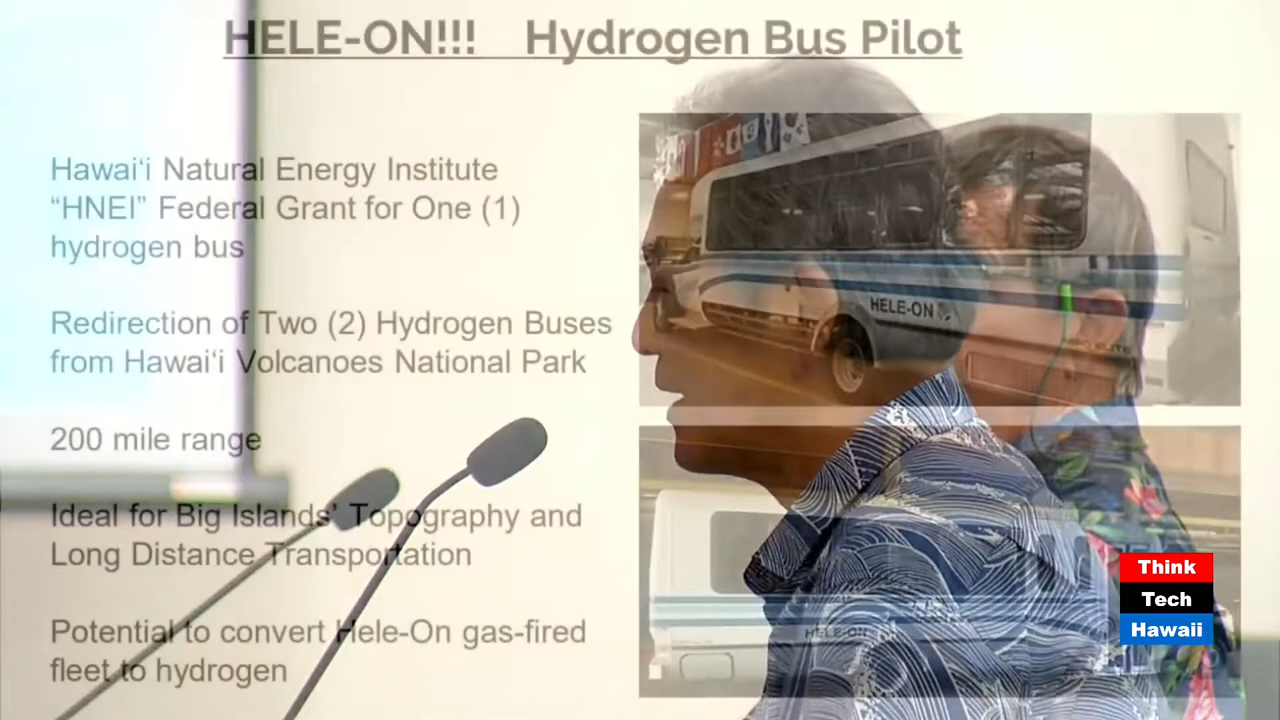 HELE-ON!!! Hydrogen Bus Pilot
Hawaiʻi Natural Energy Institute
“HNEI” Federal Grant for One (1)
hydrogen bus
Redirection of Two (2) Hydrogen Buses
from Hawaiʻi Volcanoes National Park
200 mile range
Ideal for Big Islands’ Topography and
Long Distance Transportation
Potential to convert Hele-On gas-fired
fleet to hydrogen
HELE-ON
HELE-ON
Think
Tech
Hawaii